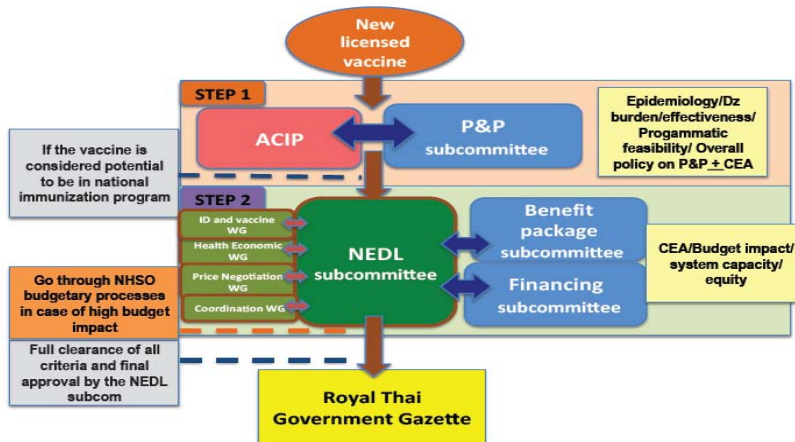 New
licensed
vaccine
STEP 1
ACIP
P&P
subcommittee
Epidemiology/Dz
burden/effectiveness/
Progammatic
feasibility/ Overall
policy on P&P + CEA
If the vaccine is
considered potential
to be in national
immunization program
STEP 2
ID and vaccine
WG
Health Economic
WG
Price Negotiation
WG
Coordination WG
NEDL
subcommittee
Benefit
package
subcommittee
Financing
subcommittee
CEA/Budget impact/
system capacity/
equity
Go through NHSO
budgetary processes
in case of high budget
impact
Full clearance of all
criteria and final
approval by the NEDL
subcom
Royal Thai
Government Gazette